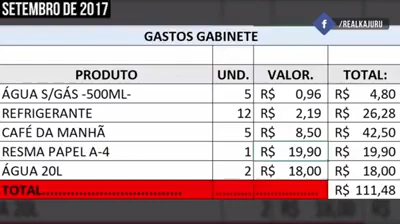 SETEMBRO DE 2017
f /REALKAJURU
GASTOS GABINETE
PRODUTO UND. VALOR. TOTAL:
ÁGUA S/GÁS -500ML- 5 R$ 0,96 R$ 4,80
REFRIGERANTE 12 R$ 2,19 R$ 26,28
CAFÉ DA MANHÃ 5 R$ 8,50 R$ 42,50
RESMA PAPEL A-4 1 R$ 19,90 R$ 19,90
ÁGUA 20L 2 R$ 18,00 R$ 18,00
TOTAL............................................ ..................... R$ 111,48